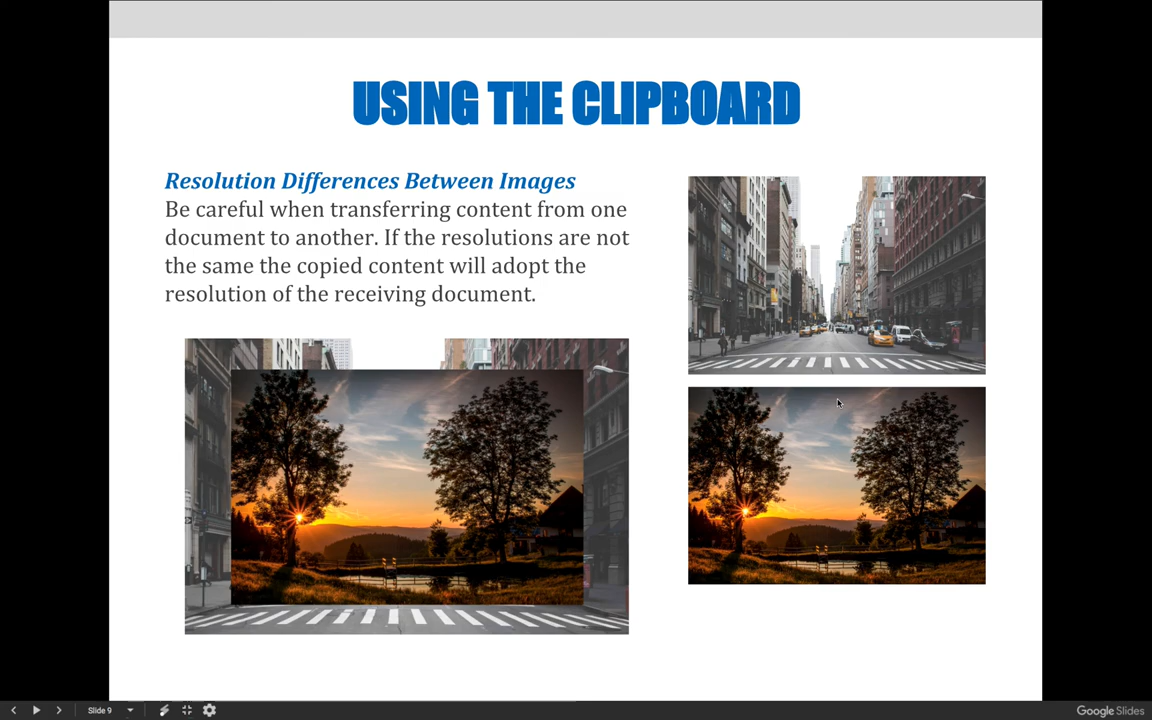 USING THE CLIPBOARD
Resolution Differences Between Images
Be careful when transferring content from one
document to another. If the resolutions are not
the same the copied content will adopt the
resolution of the receiving document.
Slide 9
Google Slides